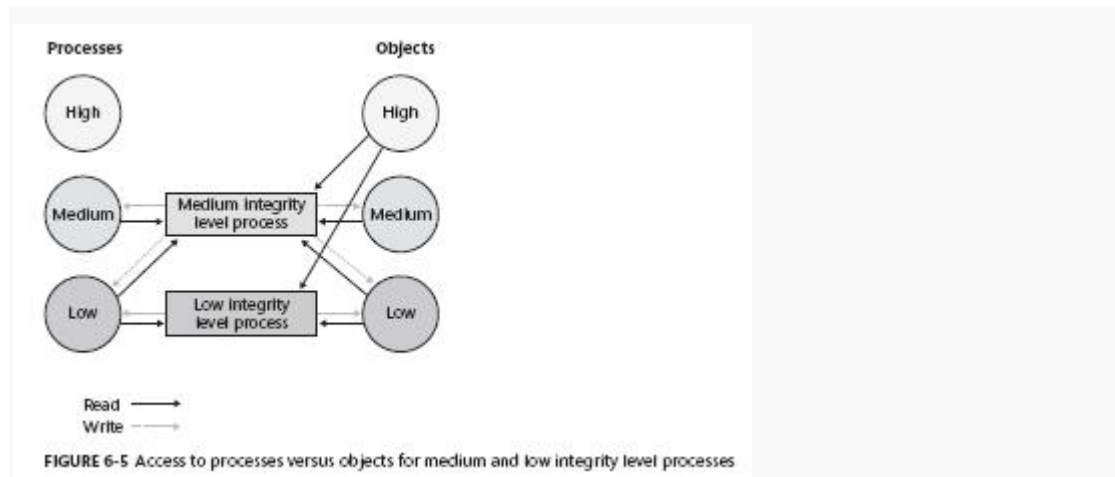 Processes Objects
High High
Medium Medium integrity Medium
level process
Low Low integrity Low
level process
Read
Write
FIGURE 6-5 Access to processes versus objects for medium and low integrity level processes